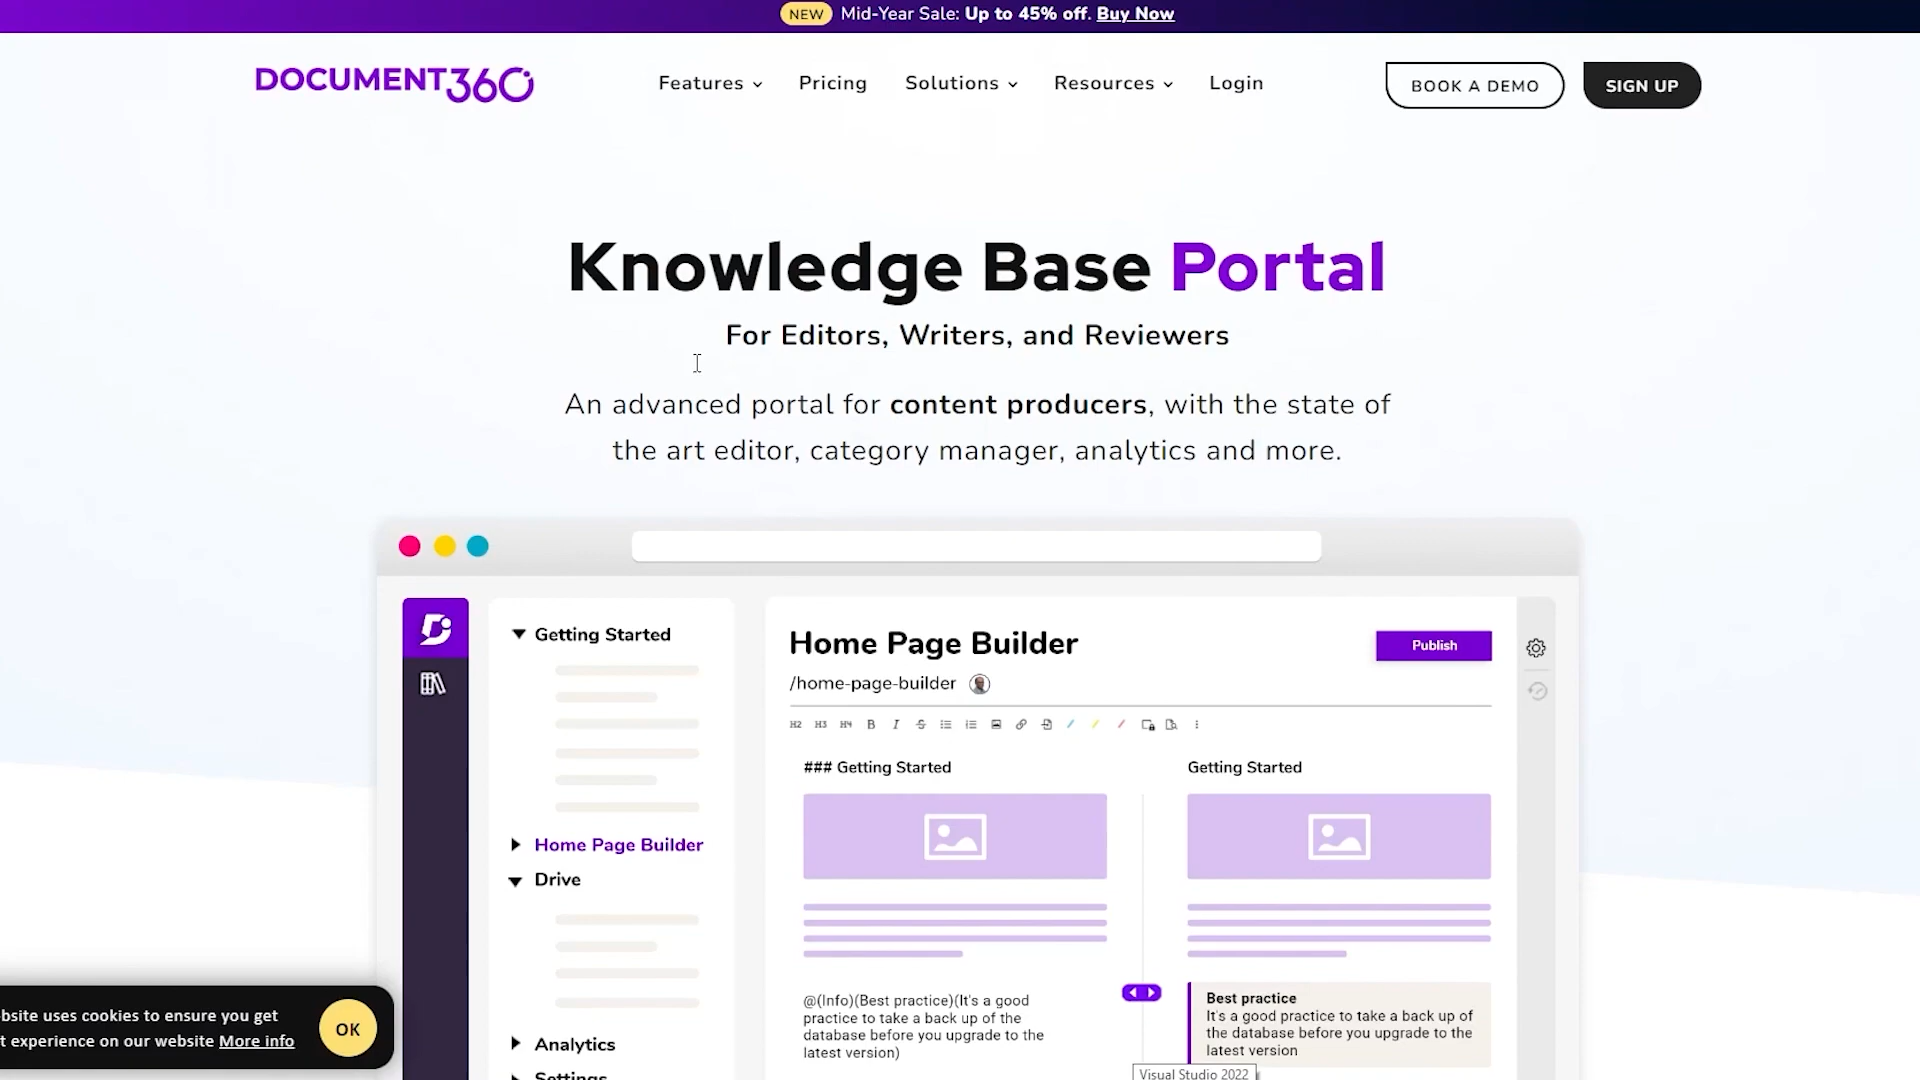 NEW Mid-Year Sale: Up to 45% off. Buy Now
DOCUMENT360
Features Pricing Solutions Resources Login BOOK A DEMO SIGN UP
Knowledge Base Portal
For Editors, Writers, and Reviewers
An advanced portal for content producers, with the state of
the art editor, category manager, analytics and more.
Getting Started
Home Page Builder
Drive
Analytics
Settings
Home Page Builder
Publish
/home-page-builder
H2 H3 H4 B I S
### Getting Started
Getting Started
@(Info)(Best practice)(It's a good
practice to take a back up of the
database before you upgrade to the
latest version)
Best practice
It's a good practice to take a back up of
the database before you upgrade to the
latest version
Visual Studio 2022
bsite uses cookies to ensure you get
t experience on our website More info
OK